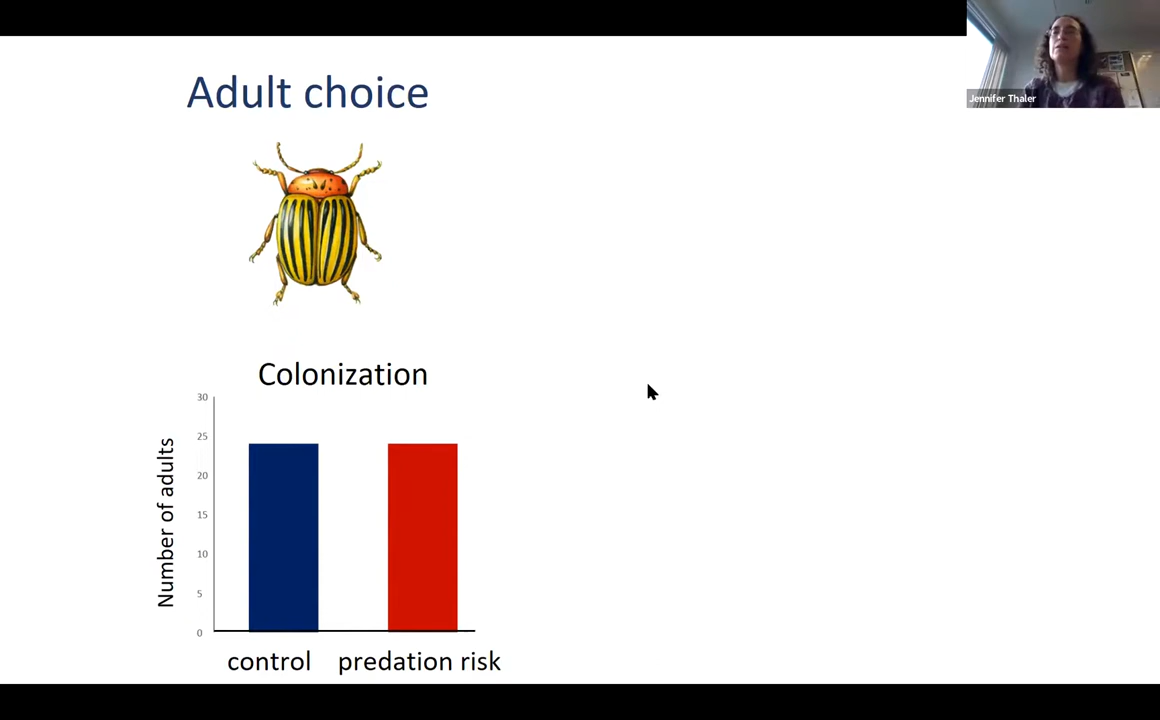 Adult choice
Jennifer Thaler
Colonization
30
25
20
15
10
5
0
Number of adults
control
predation risk